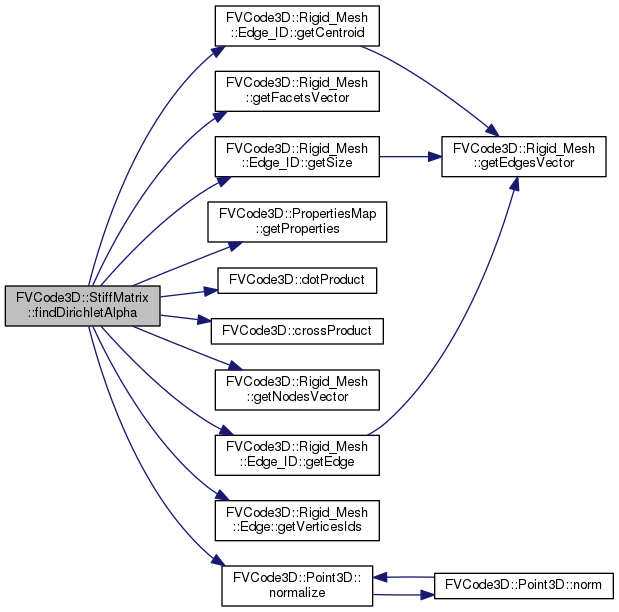 FVCode3D::Rigid_Mesh
::Edge_ID::getCentroid
FVCode3D::Rigid_Mesh
::getFacetsVector
FVCode3D::Rigid_Mesh
::Edge_ID::getSize
FVCode3D::Rigid_Mesh
::getEdgesVector
FVCode3D::PropertiesMap
::getProperties
FVCode3D::dotProduct
FVCode3D::StiffMatrix
::findDirichletAlpha
FVCode3D::crossProduct
FVCode3D::Rigid_Mesh
::getNodesVector
FVCode3D::Rigid_Mesh
::Edge_ID::getEdge
FVCode3D::Rigid_Mesh
::Edge::getVerticesIds
FVCode3D::Point3D::
normalize
FVCode3D::Point3D::norm